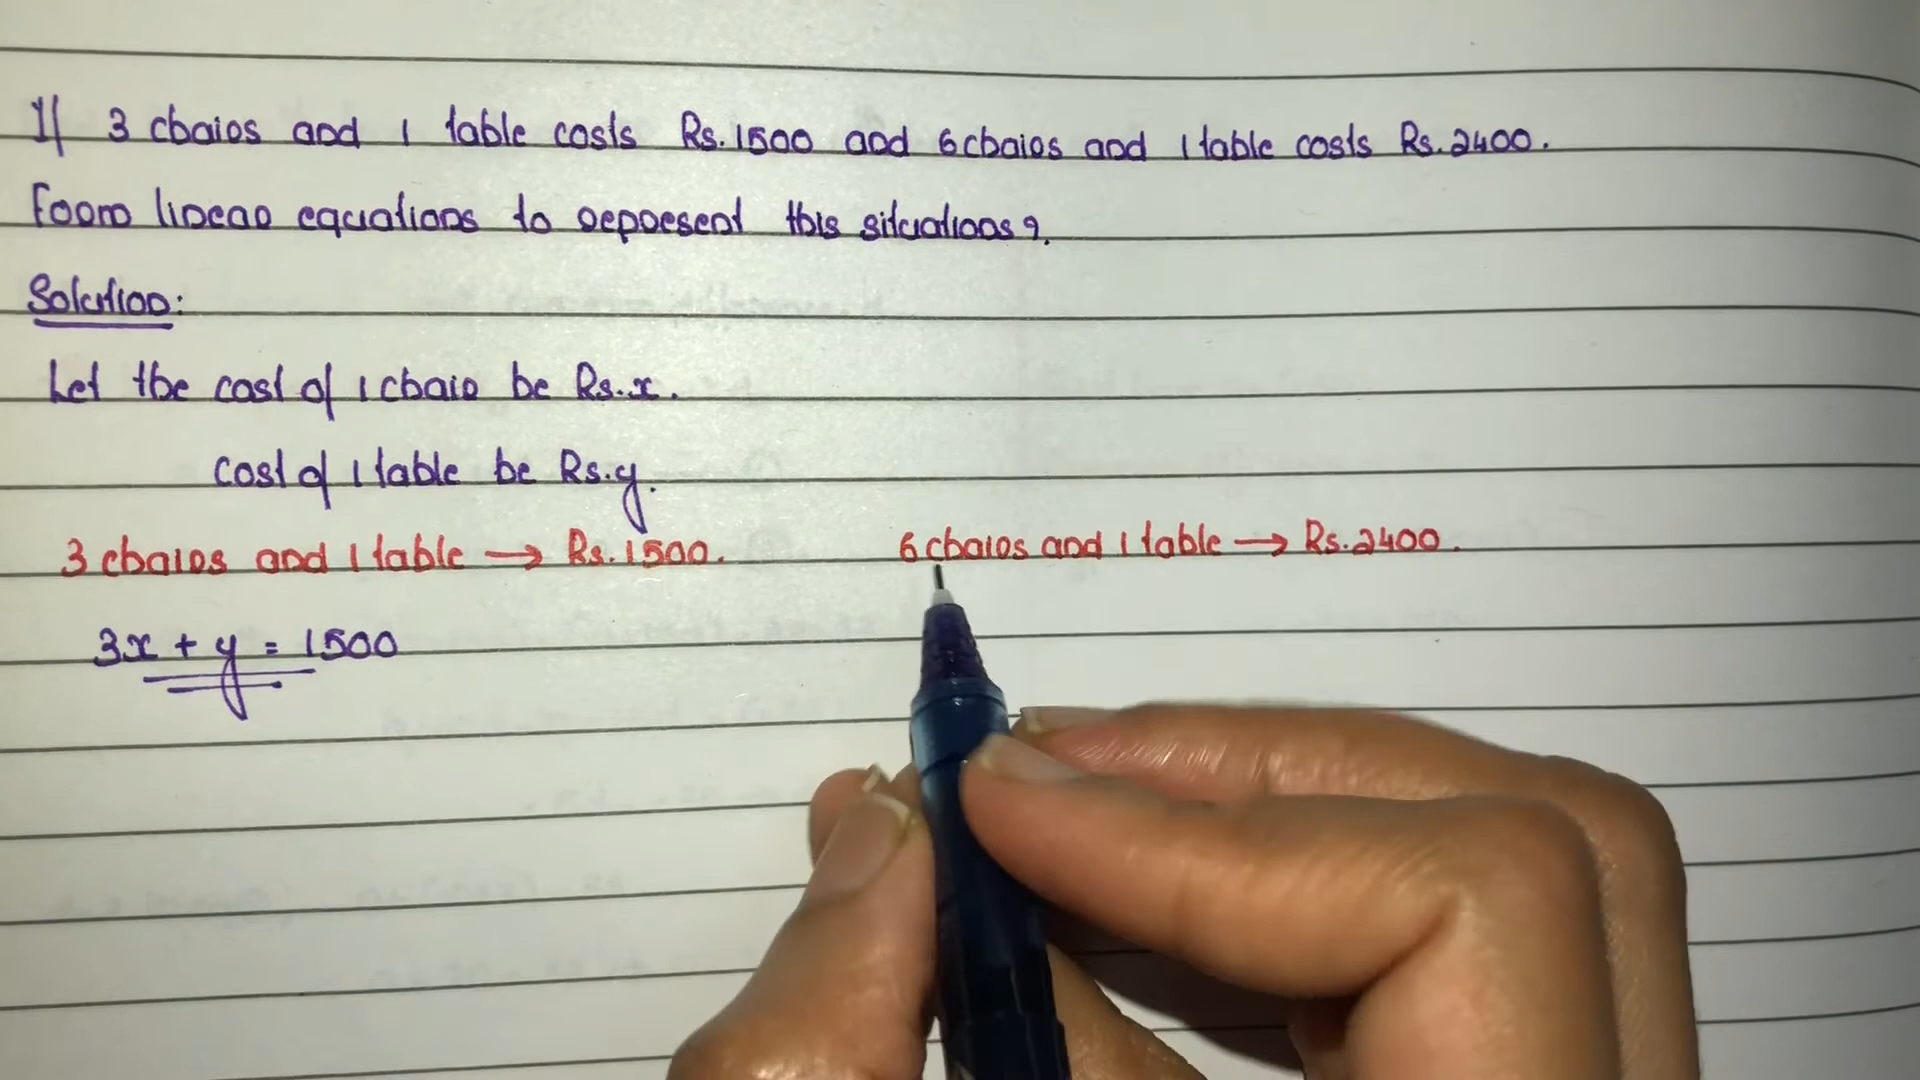 If 3 chairs and 1 table costs Rs. 1500 and 6 chairs and 1 table costs Rs. 2400.
Form linear equations to represent this situations?
Solution:
Let the cost of 1 chair be Rs. x.
cost of 1 table be Rs. y.
3 chairs and 1 table → Rs. 1500.
6 chairs and 1 table → Rs. 2400.
3x + y = 1500